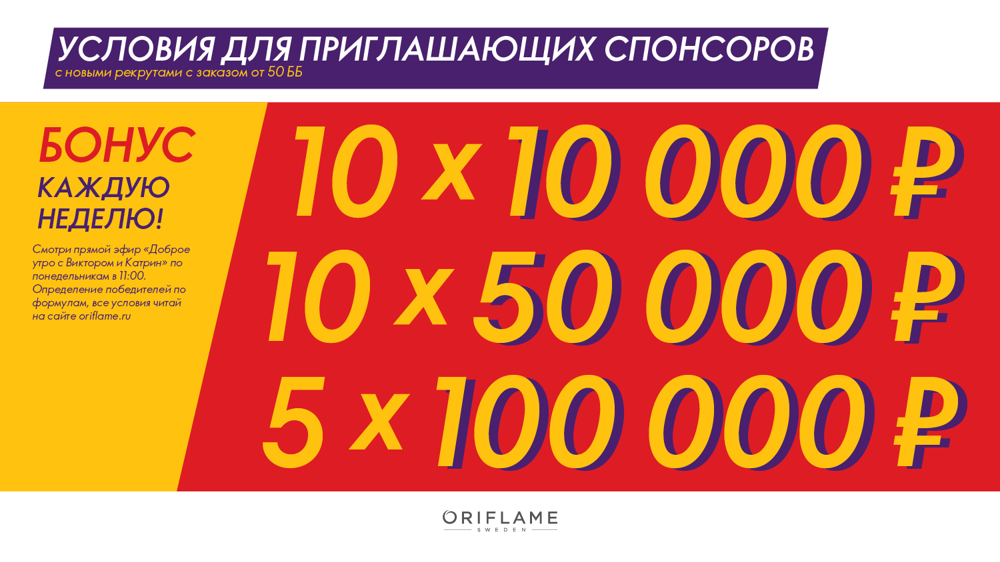 УСЛОВИЯ ДЛЯ ПРИГЛАШАЮЩИХ СПОНСОРОВ
с новыми рекрутами с заказом от 50 ББ
БОНУС
КАЖДУЮ
НЕДЕЛЮ!
Смотри прямой эфир «Доброе
утро с Виктором и Катрин» по
понедельникам в 11:00.
Определение победителей по
формулам, все условия читай
на сайте oriflame.ru
10 x 10 000 ₽
10 x 50 000 ₽
5 x 100 000 ₽
ORIFLAME
SWEDEN